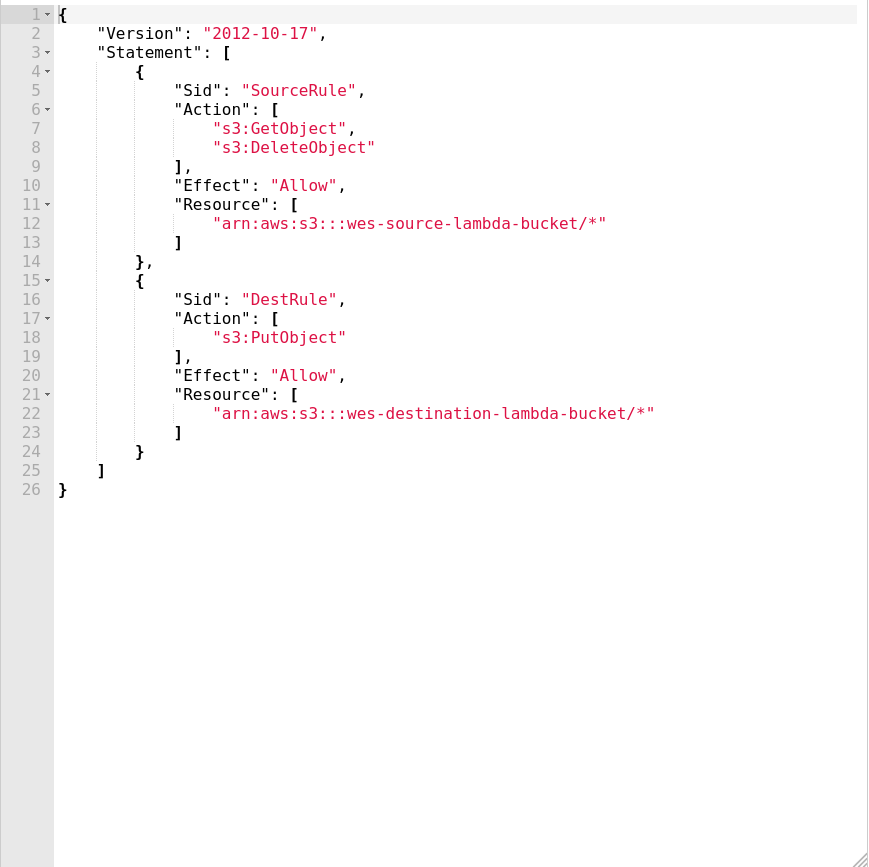 1 {
2     "Version": "2012-10-17",
3     "Statement": [
4         {
5             "Sid": "SourceRule",
6             "Action": [
7                 "s3:GetObject",
8                 "s3:DeleteObject"
9             ],
10             "Effect": "Allow",
11             "Resource": [
12                 "arn:aws:s3:::wes-source-lambda-bucket/*"
13             ]
14         },
15         {
16             "Sid": "DestRule",
17             "Action": [
18                 "s3:PutObject"
19             ],
20             "Effect": "Allow",
21             "Resource": [
22                 "arn:aws:s3:::wes-destination-lambda-bucket/*"
23             ]
24         }
25     ]
26 }